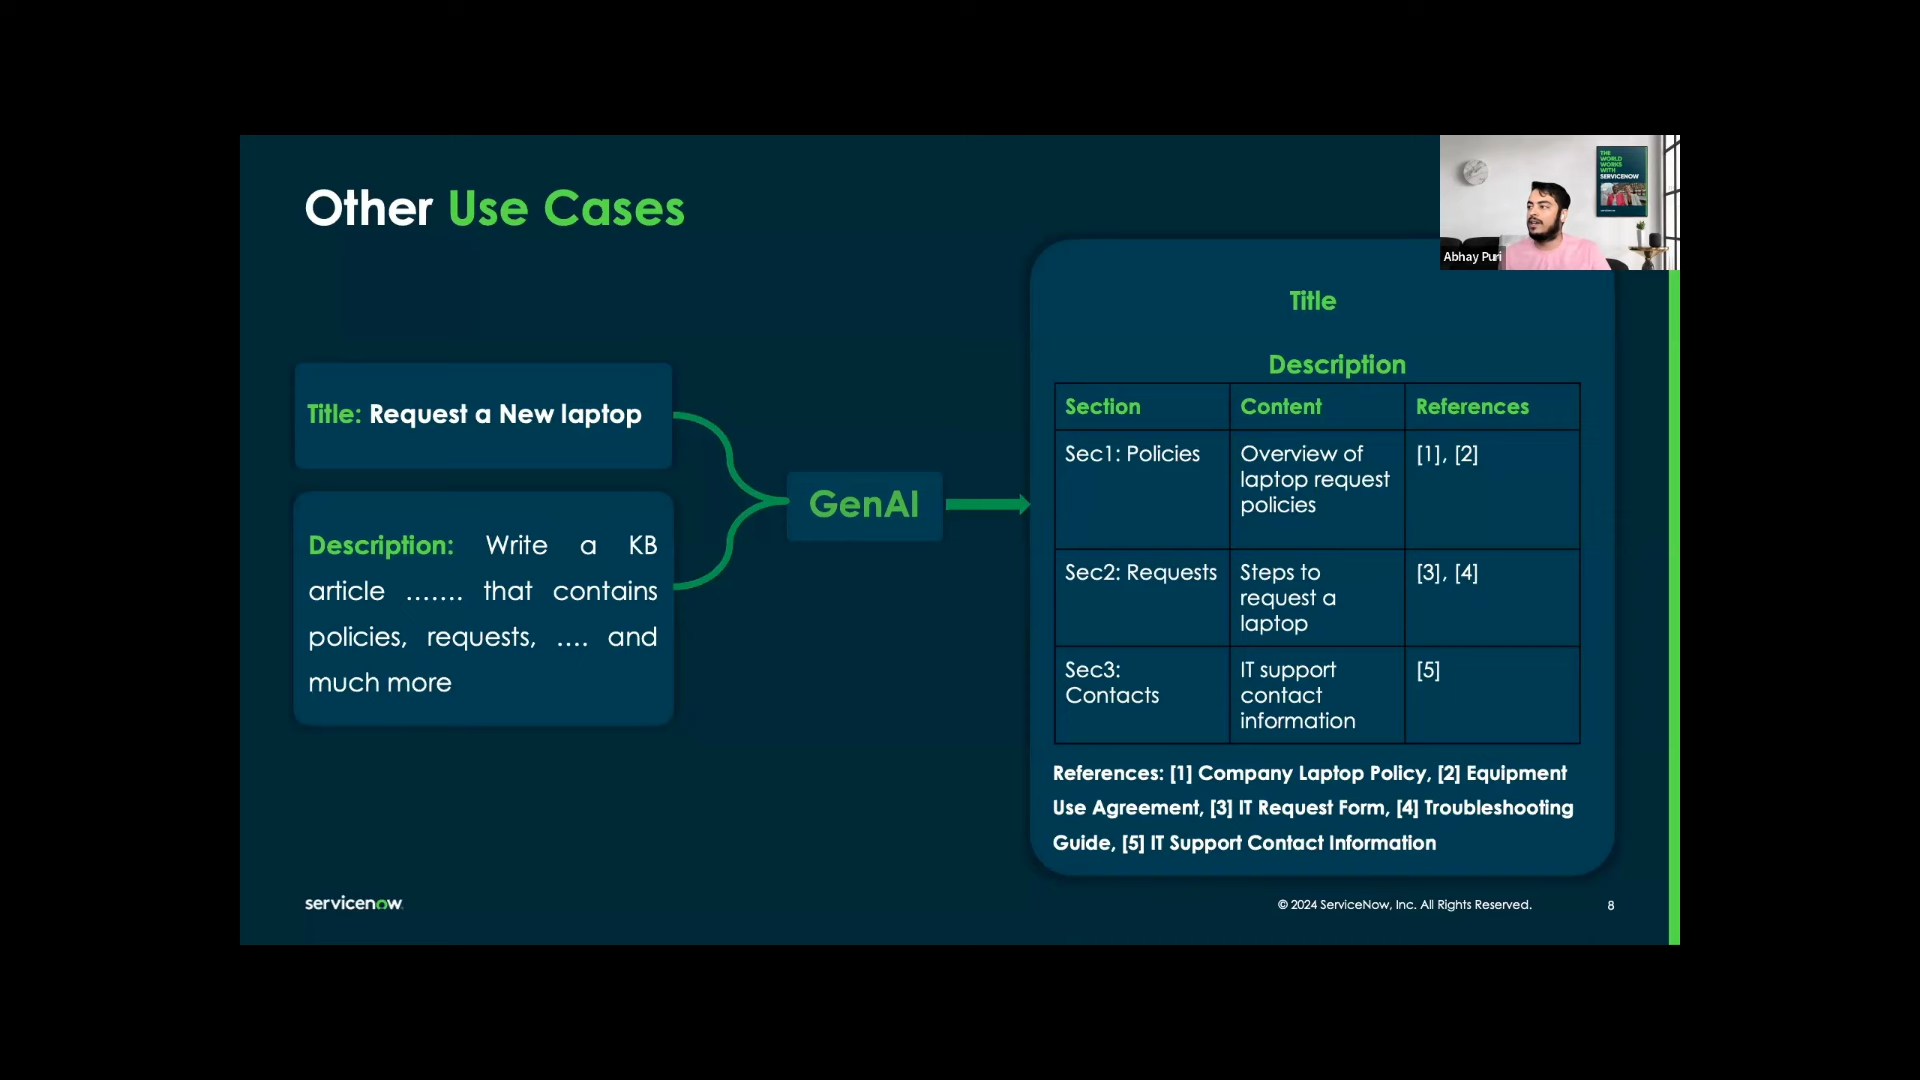 Other Use Cases
THE
WORLD
WORKS
WITH
SERVICENOW
Abhay Puri
Title: Request a New laptop
Description: Write a KB
article ....... that contains
policies, requests, .... and
much more
GenAI
Title
Description
Section Content References
Sec1: Policies Overview of laptop request policies [1], [2]
Sec2: Requests Steps to request a laptop [3], [4]
Sec3: Contacts IT support contact information [5]
References: [1] Company Laptop Policy, [2] Equipment
Use Agreement, [3] IT Request Form, [4] Troubleshooting
Guide, [5] IT Support Contact Information
servicenow
© 2024 ServiceNow, Inc. All Rights Reserved.
8